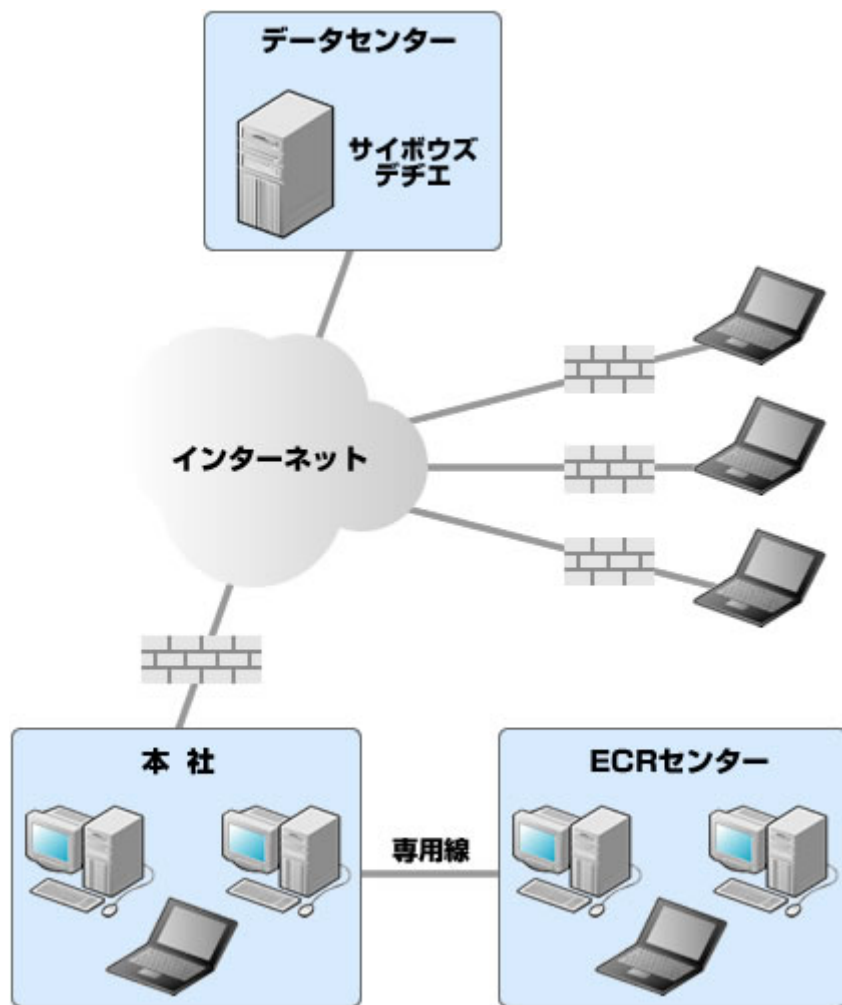 データセンター
サイボウズ
デヂエ
インターネット
本 社
ECRセンター
専用線